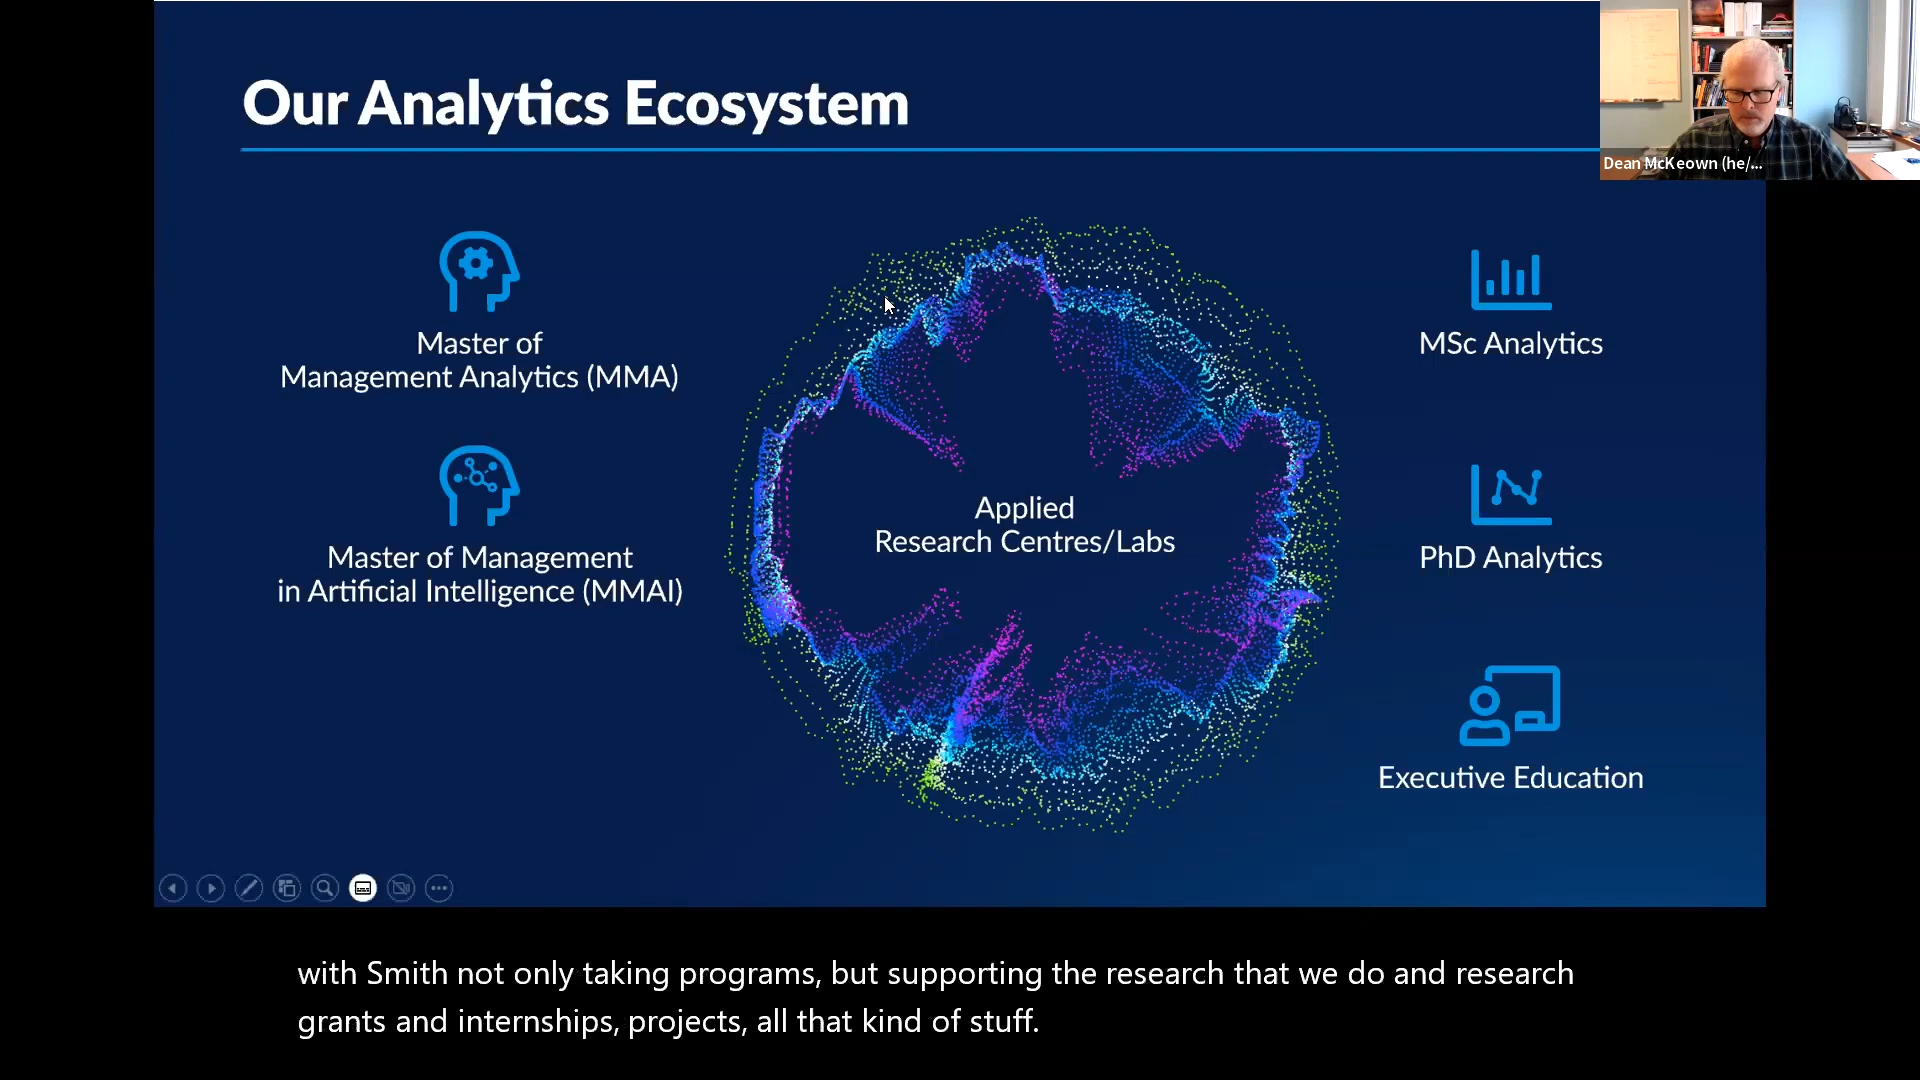 Our Analytics Ecosystem
Dean McKeown (he/...
Master of
Management Analytics (MMA)
Master of Management
in Artificial Intelligence (MMAI)
Applied
Research Centres/Labs
MSc Analytics
PhD Analytics
Executive Education
with Smith not only taking programs, but supporting the research that we do and research
grants and internships, projects, all that kind of stuff.